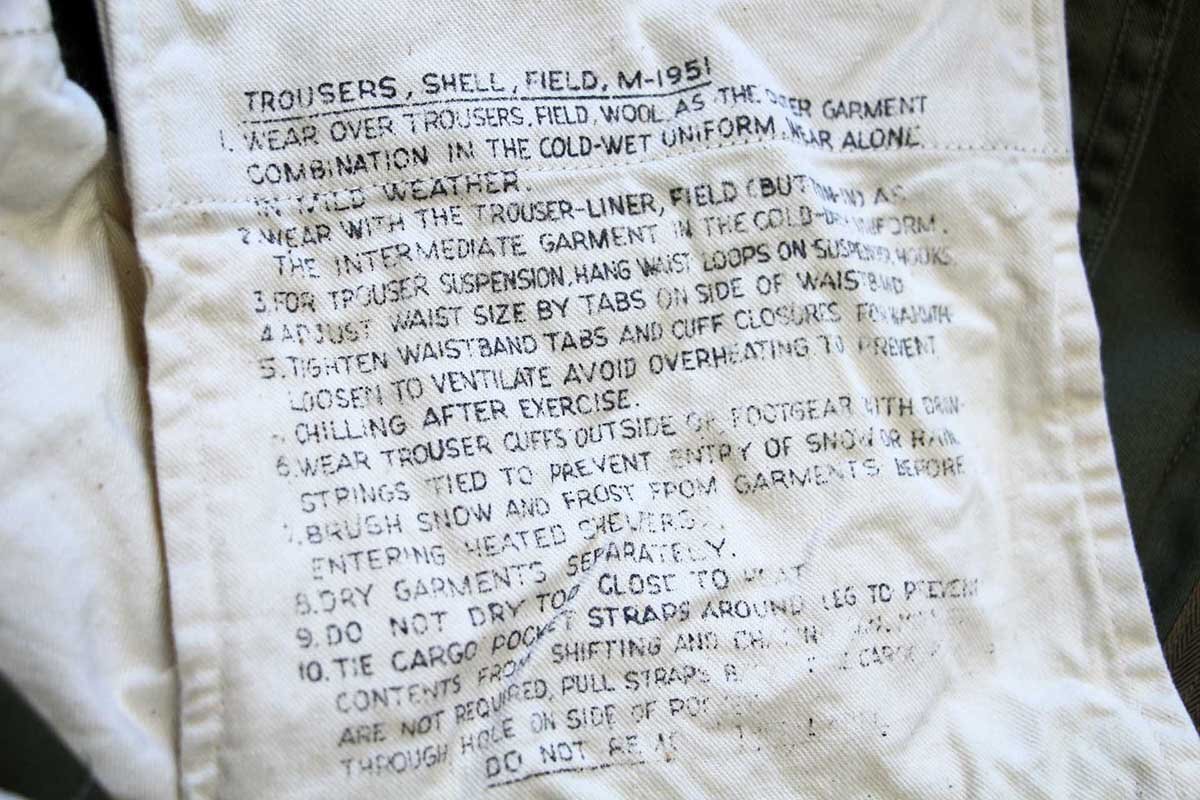 TROUSERS, SHELL, FIELD, M-1951
1. WEAR OVER TROUSERS, FIELD, WOOL AS THE OUTER GARMENT
COMBINATION IN THE COLD-WET UNIFORM. WEAR ALONE
IN MILD WEATHER.
2. WEAR WITH THE TROUSER-LINER, FIELD (BUTTON-IN) AS
THE INTERMEDIATE GARMENT IN THE COLD-DRY UNIFORM.
3. FOR TROUSER SUSPENSION, HANG WAIST LOOPS ON SUSPENDER HOOKS.
4. ADJUST WAIST SIZE BY TABS ON SIDE OF WAISTBAND
5. TIGHTEN WAISTBAND TABS AND CUFF CLOSURES FOR WARMTH-
LOOSEN TO VENTILATE AVOID OVERHEATING TO PREVENT
CHILLING AFTER EXERCISE.
6. WEAR TROUSER CUFFS OUTSIDE OF FOOTGEAR WITH DRAW-
STRINGS TIED TO PREVENT ENTRY OF SNOW OR RAIN.
7. BRUSH SNOW AND FROST FROM GARMENTS BEFORE
ENTERING HEATED SHELTERS.
8. DRY GARMENTS SEPARATELY.
9. DO NOT DRY TOO CLOSE TO HEAT
10. TIE CARGO POCKET STRAPS AROUND LEG TO PREVENT
CONTENTS FROM SHIFTING AND
ARE NOT REQUIRED, PULL STRAPS CARGO
THROUGH HOLE ON SIDE OF POCKET
DO NOT